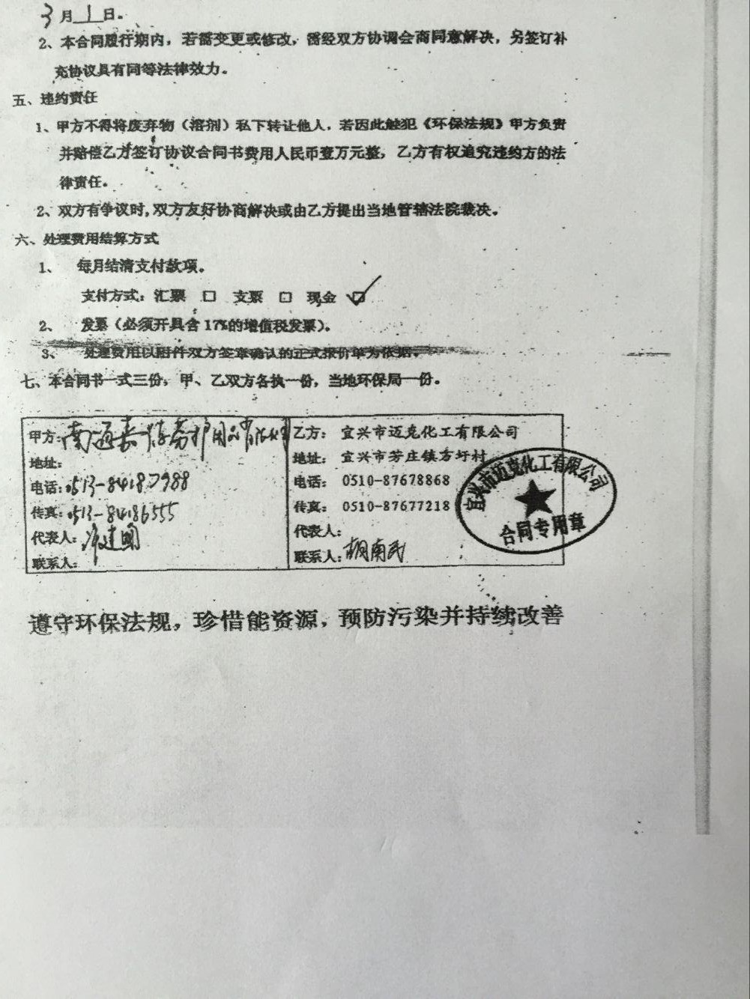 3月1日。
2、本合同履行期内，若需变更或修改，需经双方协调会商同意解决，另签订补
充协议具有同等法律效力。
五、违约责任
1、甲方不得将废弃物（溶剂）私下转让他人，若因此触犯《环保法规》甲方负责
并赔偿乙方签订协议合同书费用人民币壹万元整，乙方有权追究违约方的法
律责任。
2、双方有争议时,双方友好协商解决或由乙方提出当地管辖法院裁决。
六、处理费用结算方式
1、 每月结清支付款项。
支付方式：汇票 □ 支票 □ 现金 ☑
2、 发票（必须开具含17%的增值税发票）。
3、 处理费用以附件双方签章确认的正式报价单为依据。
七、本合同书一式三份，甲、乙双方各执一份，当地环保局一份。
甲方：南通嘉得劳护用品有限公司
地址：
电话：0513-84187988
传真：0513-84186555
代表人：建国
联系人：
乙方： 宜兴市迈克化工有限公司
地址： 宜兴市芳庄镇方圩村
电话： 0510-87678868
传真： 0510-87677218
代表人：
联系人：胡南民
宜兴市迈克化工有限公司
合同专用章
遵守环保法规，珍惜能资源，预防污染并持续改善